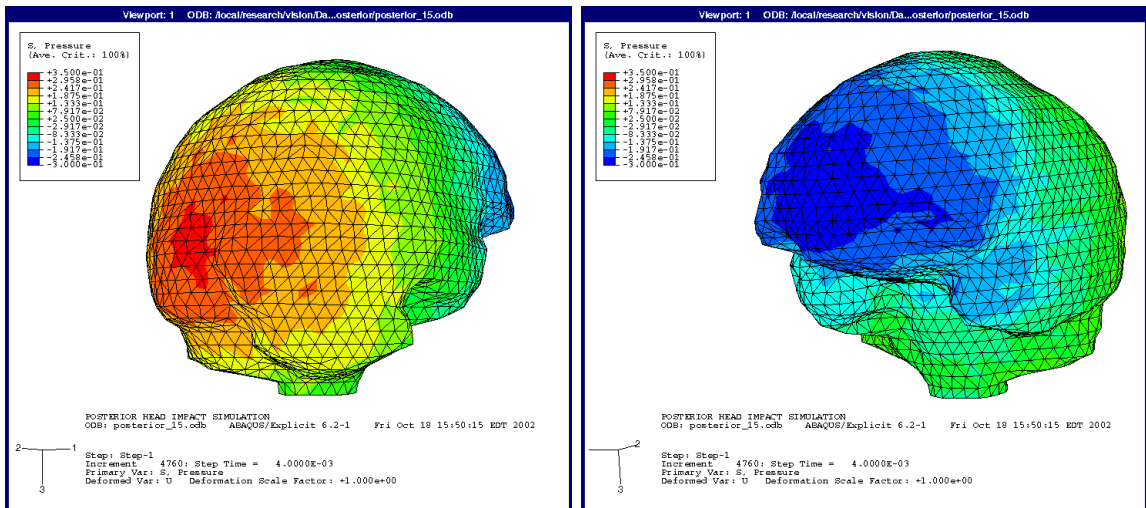 Viewport: 1 ODB: /local/research/vision/Da...osterior/posterior_15.odb
S, Pressure
(Ave. Crit.: 100%)
+3.500e-01
+2.958e-01
+2.417e-01
+1.875e-01
+1.333e-01
+7.917e-02
+2.500e-02
-2.917e-02
-8.333e-02
-1.375e-01
-1.917e-01
-2.458e-01
-3.000e-01
POSTERIOR HEAD IMPACT SIMULATION
ODB: posterior_15.odb ABAQUS/Explicit 6.2-1 Fri Oct 18 15:50:15 EDT 2002
2
1
3
Step: Step-1
Increment 4760: Step Time = 4.0000E-03
Primary Var: S, Pressure
Deformed Var: U Deformation Scale Factor: +1.000e+00
Viewport: 1 ODB: /local/research/vision/Da...osterior/posterior_15.odb
S, Pressure
(Ave. Crit.: 100%)
+3.500e-01
+2.958e-01
+2.417e-01
+1.875e-01
+1.333e-01
+7.917e-02
+2.500e-02
-2.917e-02
-8.333e-02
-1.375e-01
-1.917e-01
-2.458e-01
-3.000e-01
POSTERIOR HEAD IMPACT SIMULATION
ODB: posterior_15.odb ABAQUS/Explicit 6.2-1 Fri Oct 18 15:50:15 EDT 2002
2
3
Step: Step-1
Increment 4760: Step Time = 4.0000E-03
Primary Var: S, Pressure
Deformed Var: U Deformation Scale Factor: +1.000e+00